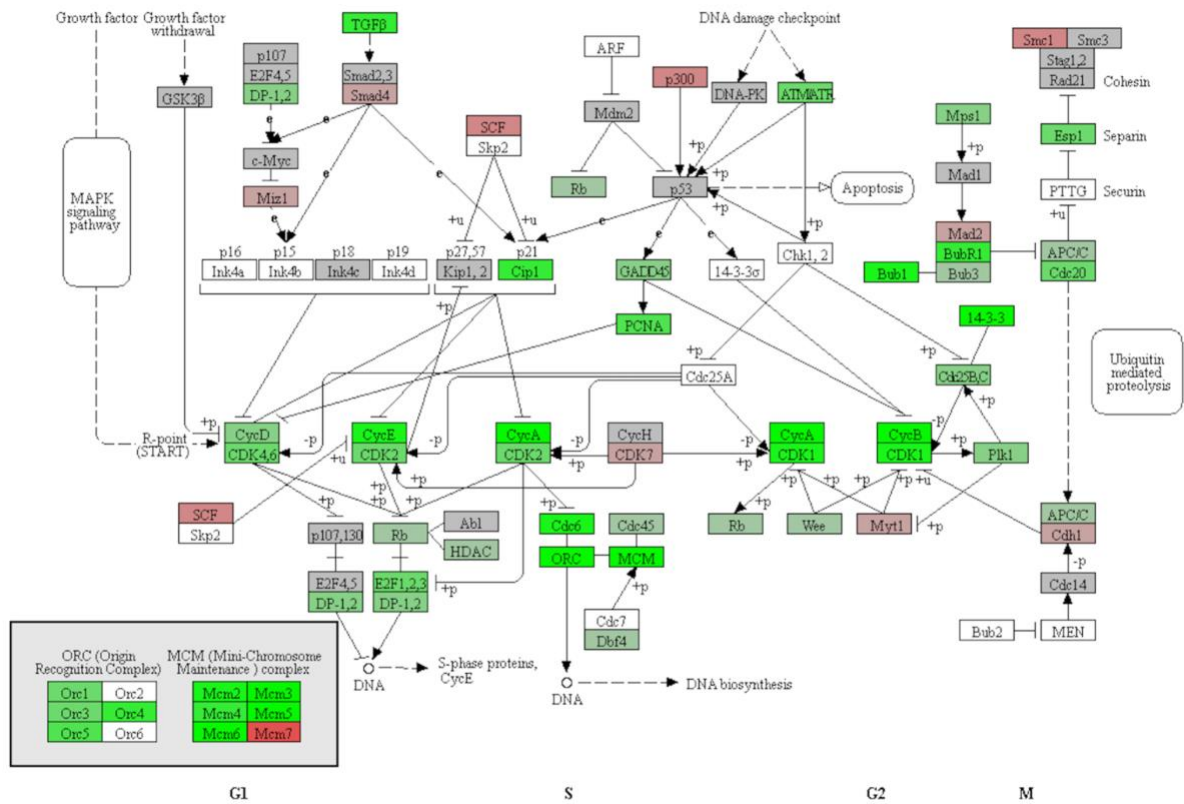 Growth factor
Growth factor
withdrawal
TGFβ
DNA damage checkpoint
Smc1
Smc3
Stag1,2
Rad21
Cohesin
ARF
p107
E2F4,5
DP-1,2
Smad2,3
Smad4
p300
DNA-PK
ATM/ATR
GSK3β
Mdm2
Mps1
Esp1
Separin
e
e
SCF
Skp2
+p
+p
+p
c-Myc
Rb
p53
Apoptosis
Mad1
PTTG
Securin
MAPK
signaling
pathway
Miz1
e
e
+u
+u
e
+p
+p
+u
Mad2
BubR1
Bub3
Bub1
APC/C
Cdc20
p16
p15
p18
p19
p27,57
p21
e
e
Chk1, 2
Ink4a
Ink4b
Ink4c
Ink4d
Kip1, 2
Cip1
GADD45
14-3-3σ
+p
PCNA
14-3-3
+p
+p
Cdc25A
Cdc25B,C
Ubiquitin
mediated
proteolysis
+p
R-point
(START)
CycD
CDK4,6
-p
CycE
CDK2
-p
CycA
CDK2
-p
+p
CycH
CDK7
-p
+p
CycA
CDK1
CycB
CDK1
-p
+p
+p
Plk1
+u
+p
+p
+p
+p
+p
+p
+p
+p
+u
SCF
Skp2
p107,130
Rb
Abl
HDAC
Cdc6
Cdc45
ORC
MCM
Rb
Wee
Myt1
+p
APC/C
Cdh1
-p
E2F4,5
DP-1,2
E2F1,2,3
DP-1,2
+p
+p
Cdc7
Dbf4
Cdc14
Bub2
MEN
DNA
S-phase proteins,
CycE
DNA
DNA biosynthesis
ORC (Origin
Recognition Complex)
MCM (Mini-Chromosome
Maintenance ) complex
Orc1
Orc2
Mcm2
Mcm3
Orc3
Orc4
Mcm4
Mcm5
Orc5
Orc6
Mcm6
Mcm7
G1
S
G2
M